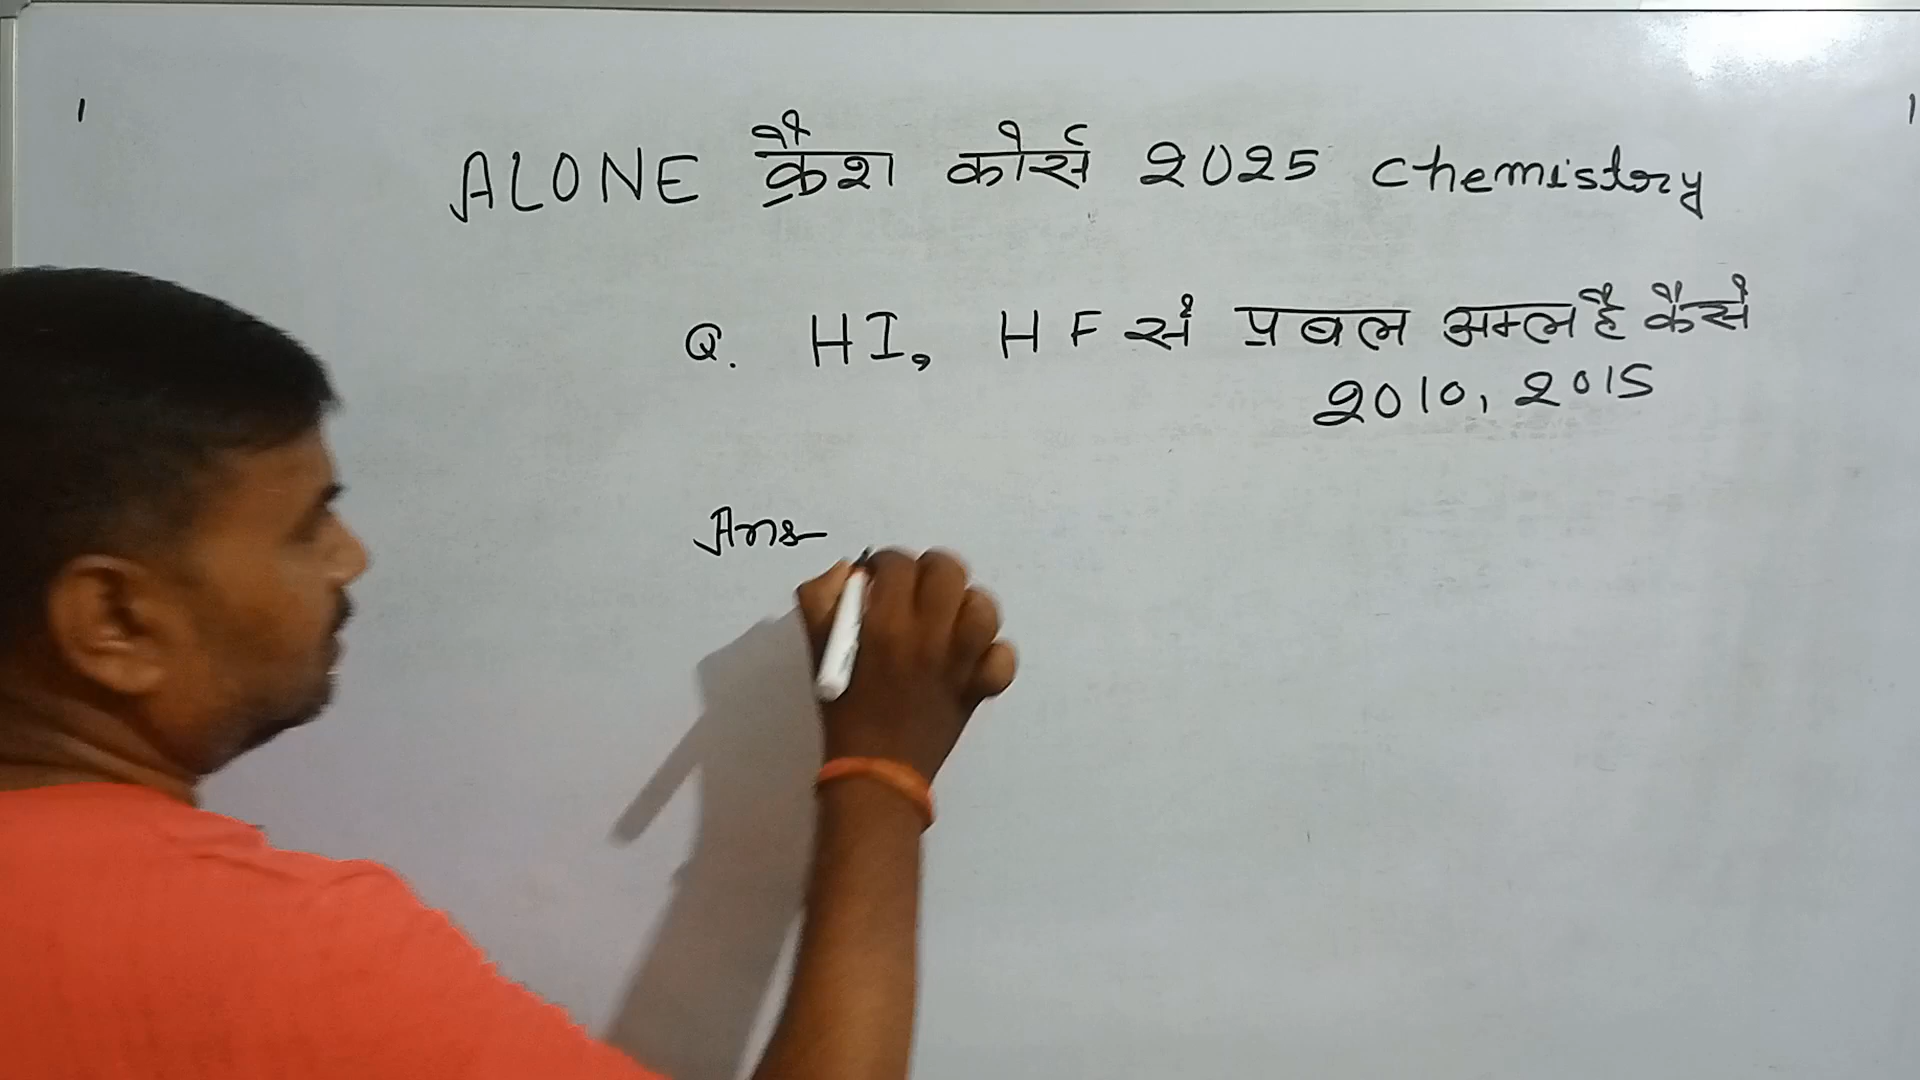 ALONE क्रैश कोर्स 2025 chemistry
Q. HI, HF से प्रबल अम्ल है कैसे
2010, 2015
Ans